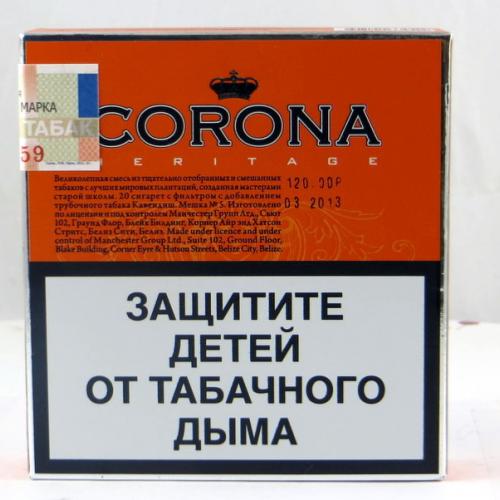 МАРКА
ТАБАК
59
CORONA
HERITAGE
Великолепная смесь из тщательно отобранных и смешанных
табаков с лучших мировых плантаций, созданная мастерами
старой школы. 20 сигарет с фильтром с добавлением
трубочного табака Кавендиш. Мешка № 5. Изготовлено
по лицензии и под контролем Манчестер Групп Лтд., Сьют
102, Граунд Флор, Блейк Билдинг, Корнер Айр энд Хатсон
Стритс, Белиз Сити, Белиз. Made under licence and under
control of Manchester Group Ltd., Suite 102, Ground Floor,
Blake Building, Corner Eyre & Hutson Streets, Belize City, Belize.
120.00Р
03 2013
ЗАЩИТИТЕ
ДЕТЕЙ
ОТ ТАБАЧНОГО
ДЫМА